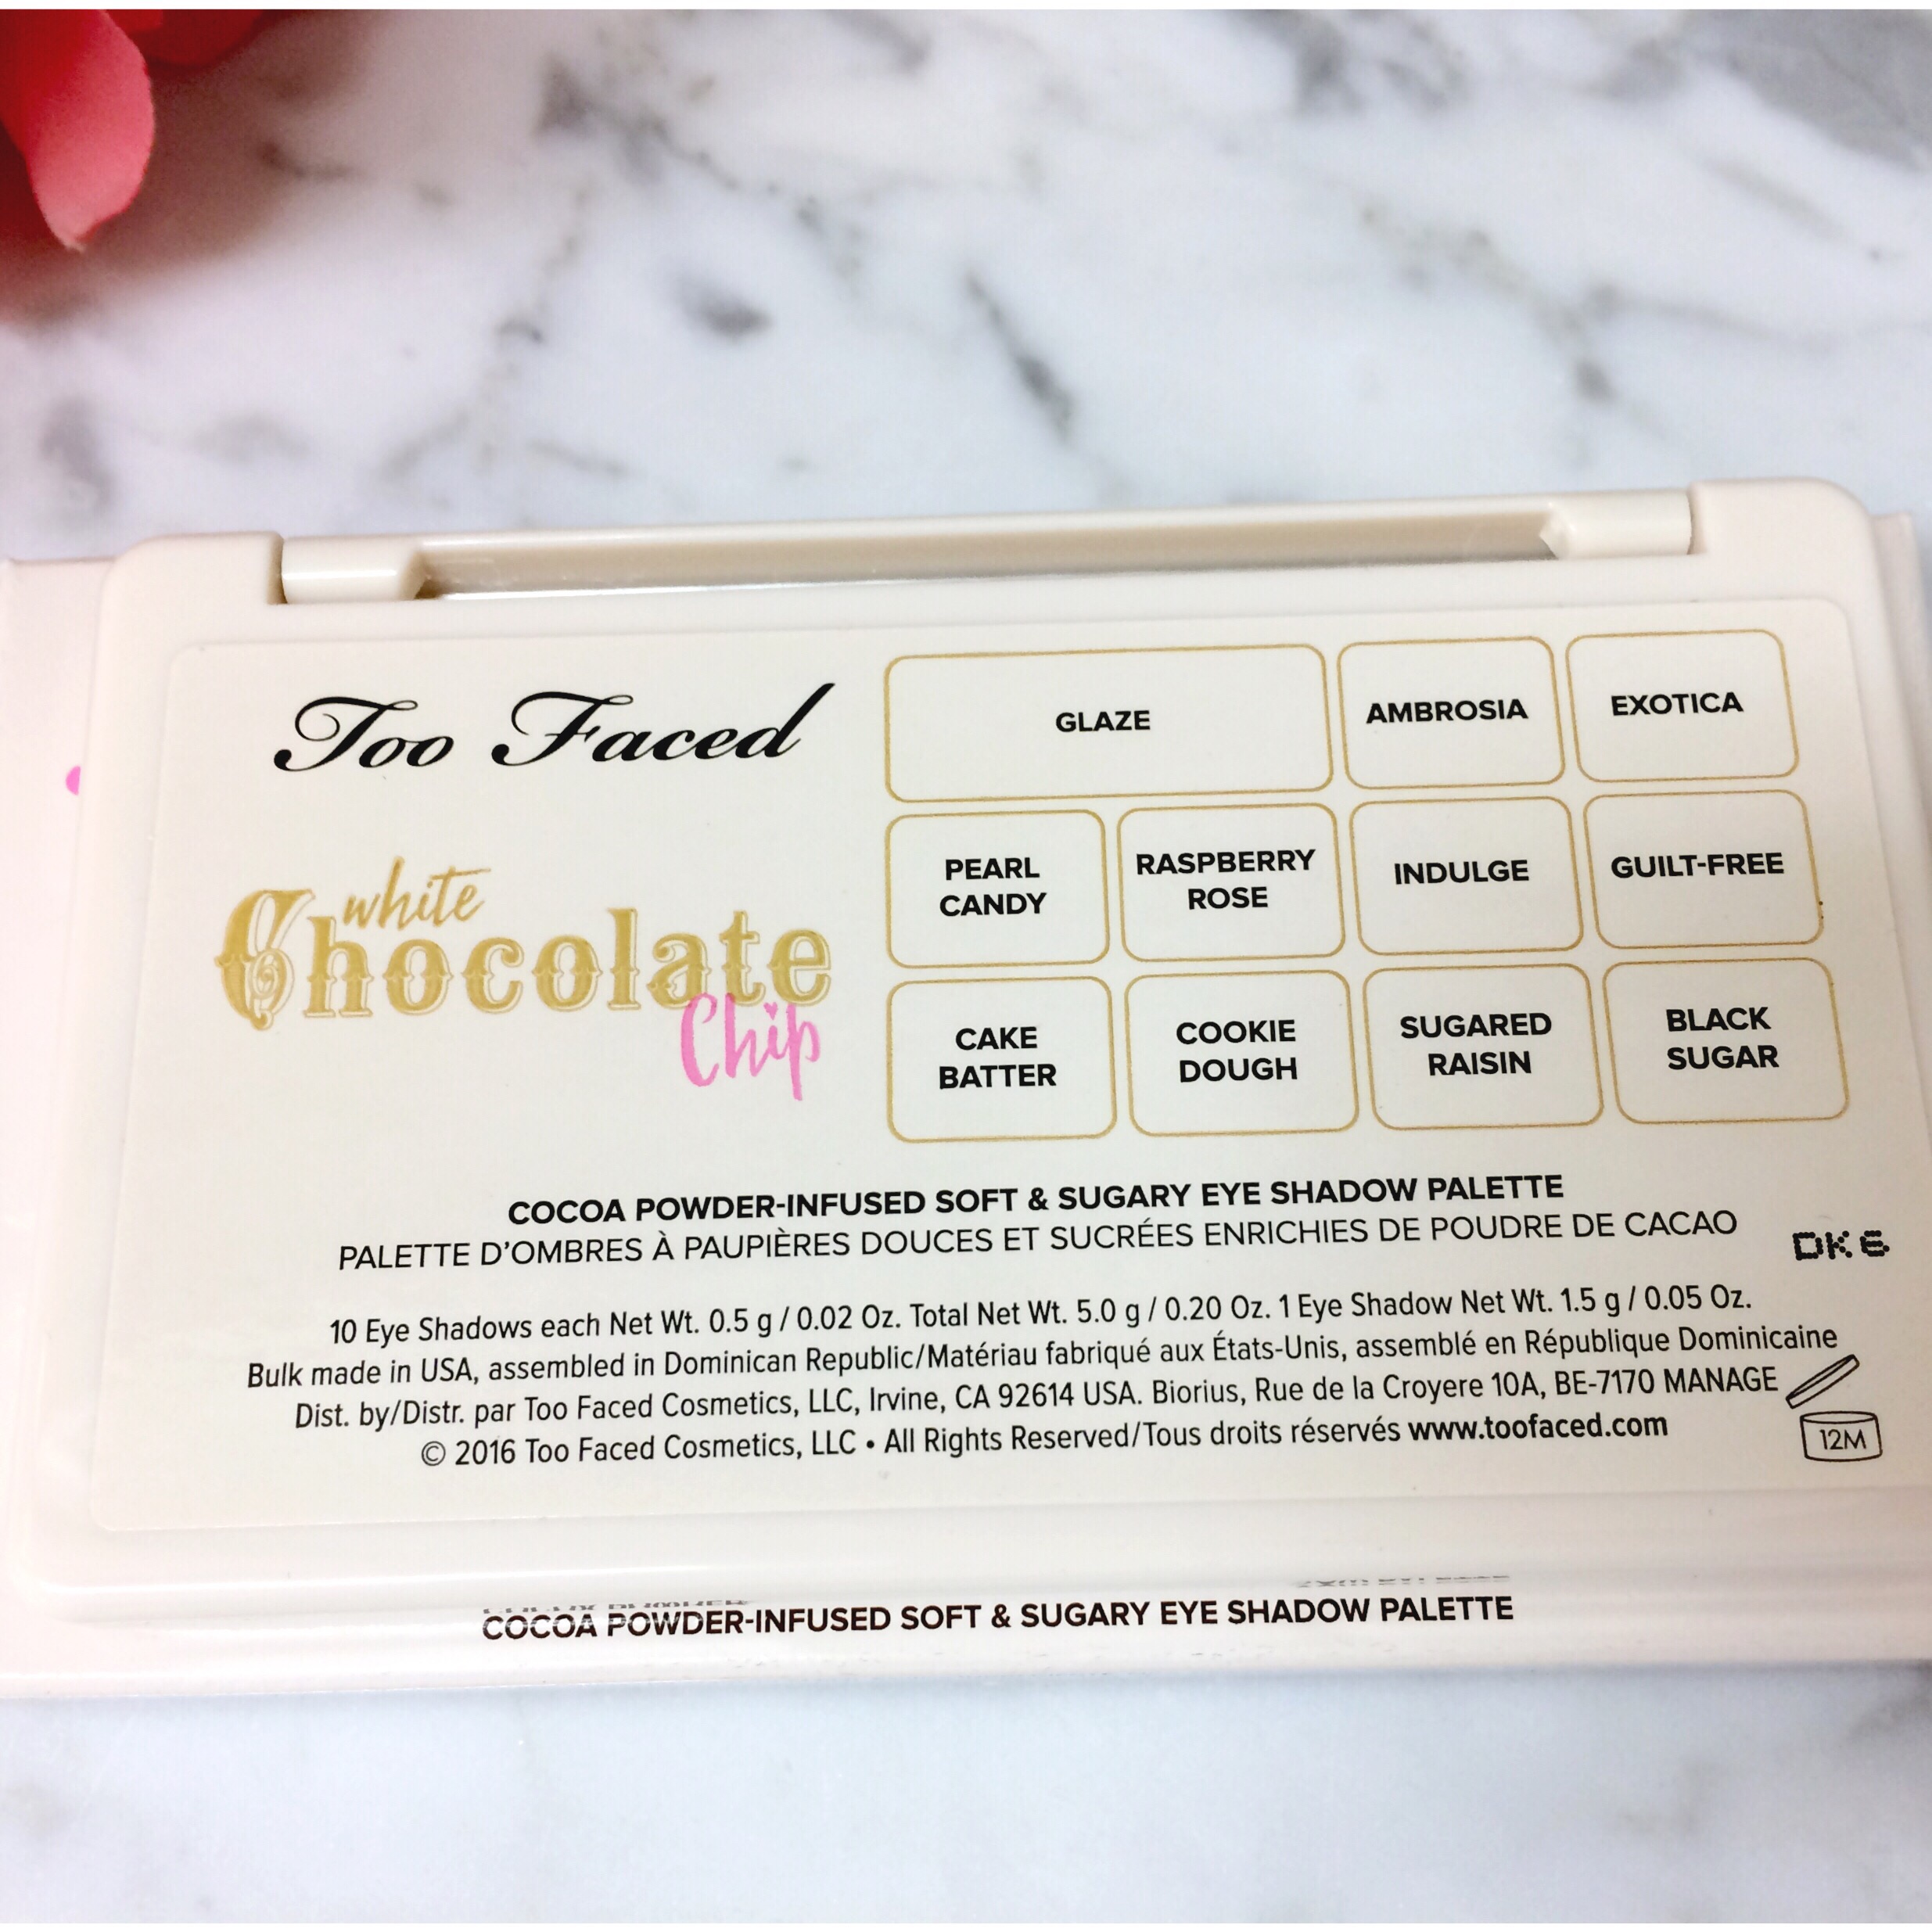 Too Faced
white
Chocolate
Chip
GLAZE
AMBROSIA
EXOTICA
PEARL
CANDY
RASPBERRY
ROSE
INDULGE
GUILT-FREE
CAKE
BATTER
COOKIE
DOUGH
SUGARED
RAISIN
BLACK
SUGAR
COCOA POWDER-INFUSED SOFT & SUGARY EYE SHADOW PALETTE
PALETTE D'OMBRES À PAUPIÈRES DOUCES ET SUCRÉES ENRICHIES DE POUDRE DE CACAO
DK6
10 Eye Shadows each Net Wt. 0.5 g / 0.02 Oz. Total Net Wt. 5.0 g / 0.20 Oz. 1 Eye Shadow Net Wt. 1.5 g / 0.05 Oz.
Bulk made in USA, assembled in Dominican Republic/Matériau fabriqué aux États-Unis, assemblé en République Dominicaine
Dist. by/Distr. par Too Faced Cosmetics, LLC, Irvine, CA 92614 USA. Biorius, Rue de la Croyere 10A, BE-7170 MANAGE
© 2016 Too Faced Cosmetics, LLC • All Rights Reserved/Tous droits réservés www.toofaced.com
12M
COCOA POWDER-INFUSED SOFT & SUGARY EYE SHADOW PALETTE